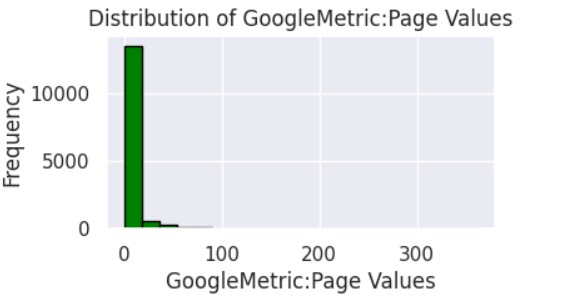 Distribution of GoogleMetric:Page Values
Frequency
10000
5000
0
0 100 200 300
GoogleMetric:Page Values